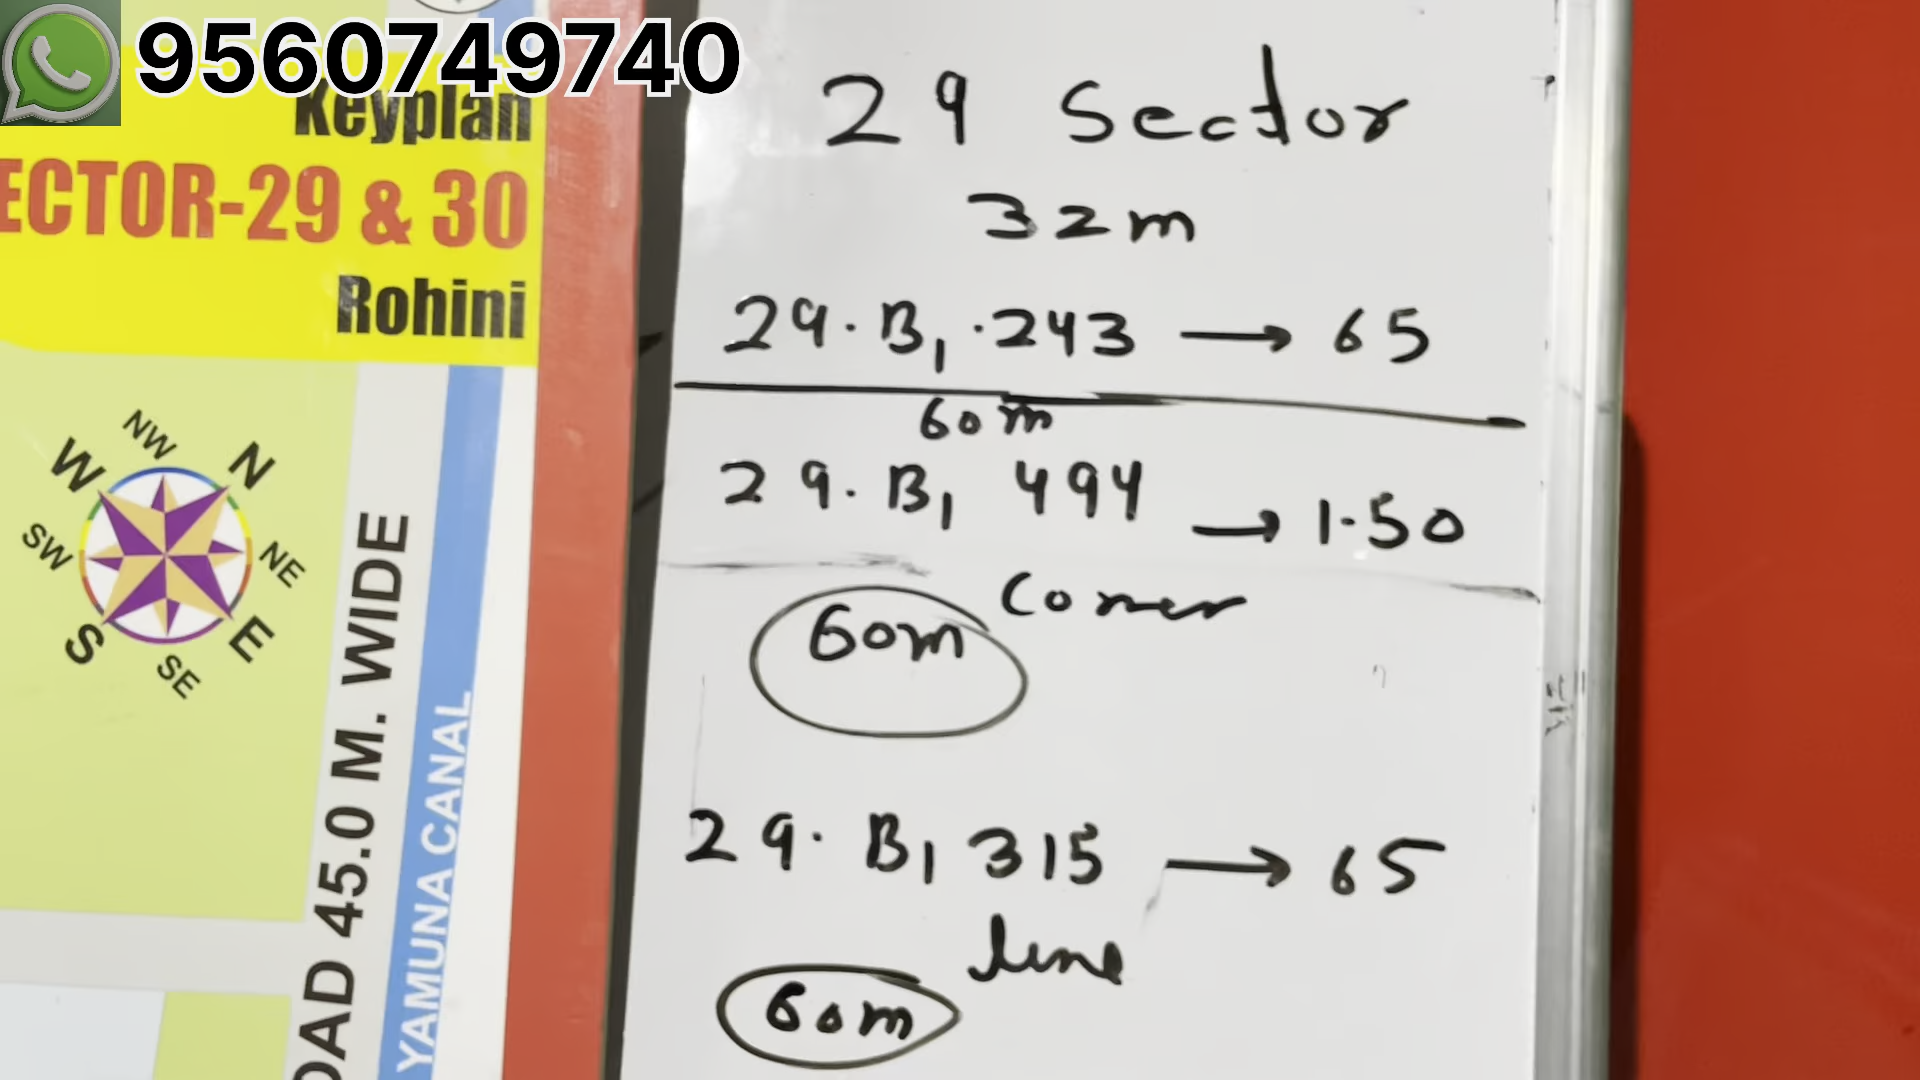 9560749740
Keyplan
ECTOR-29 & 30
Rohini
NW
N
W
SW
NE
S
SE
E
OAD 45.0 M. WIDE
YAMUNA CANAL
29 Sector
32m
29. B1 .243 → 65
60m
29. B1 494 → 1.50
Corner
60m
29. B1 315 → 65
line
60m